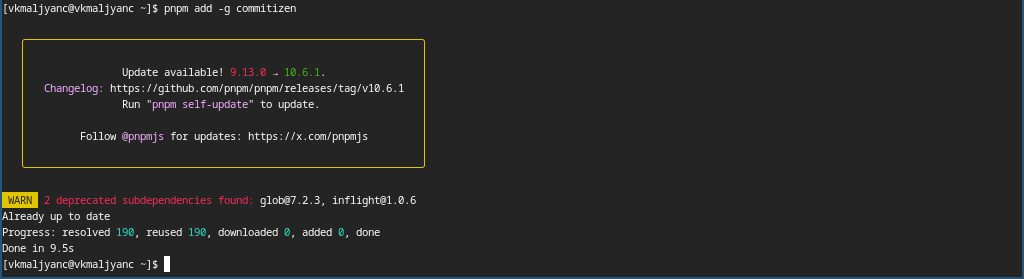 [vkmaljyanc@vkmaljyanc ~]$ pnpm add -g commitizen
Update available! 9.13.0 → 10.6.1.
Changelog: https://github.com/pnpm/pnpm/releases/tag/v10.6.1
Run "pnpm self-update" to update.
Follow @pnpmjs for updates: https://x.com/pnpmjs
WARN 2 deprecated subdependencies found: glob@7.2.3, inflight@1.0.6
Already up to date
Progress: resolved 190, reused 190, downloaded 0, added 0, done
Done in 9.5s
[vkmaljyanc@vkmaljyanc ~]$